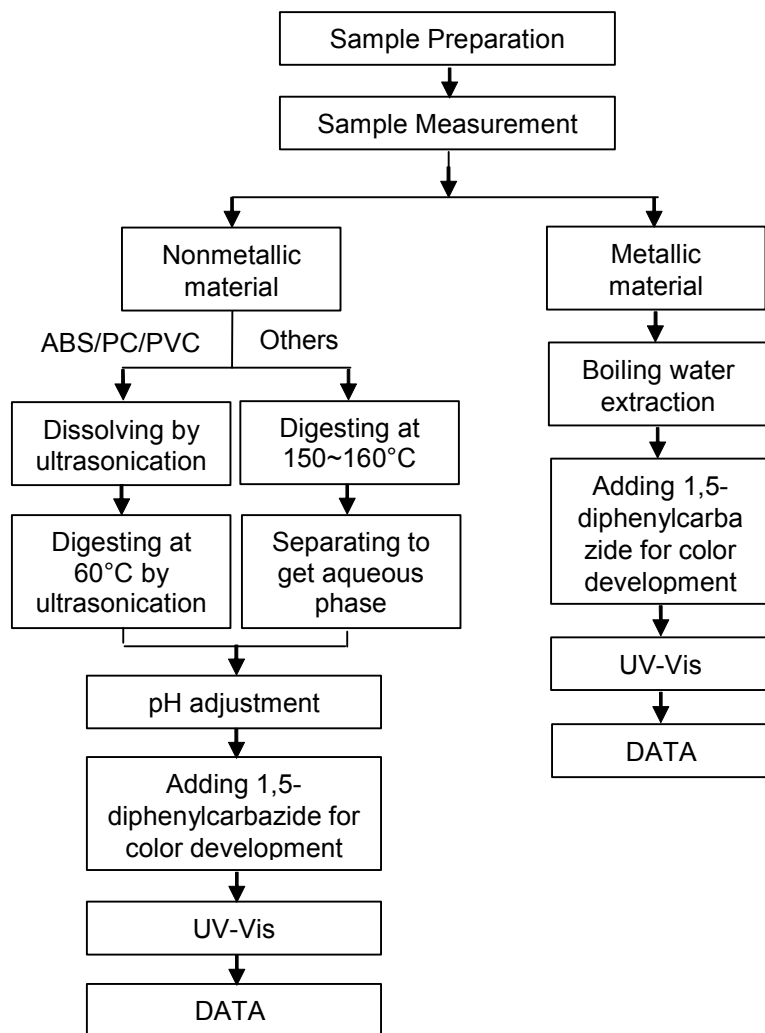 Sample Preparation
Sample Measurement
Nonmetallic
material
ABS/PC/PVC
Others
Dissolving by
ultrasonication
Digesting at
150~160°C
Digesting at
60°C by
ultrasonication
Separating to
get aqueous
phase
pH adjustment
Adding 1,5-
diphenylcarbazide for
color development
UV-Vis
DATA
Metallic
material
Boiling water
extraction
Adding 1,5-
diphenylcarba
zide for color
development
UV-Vis
DATA